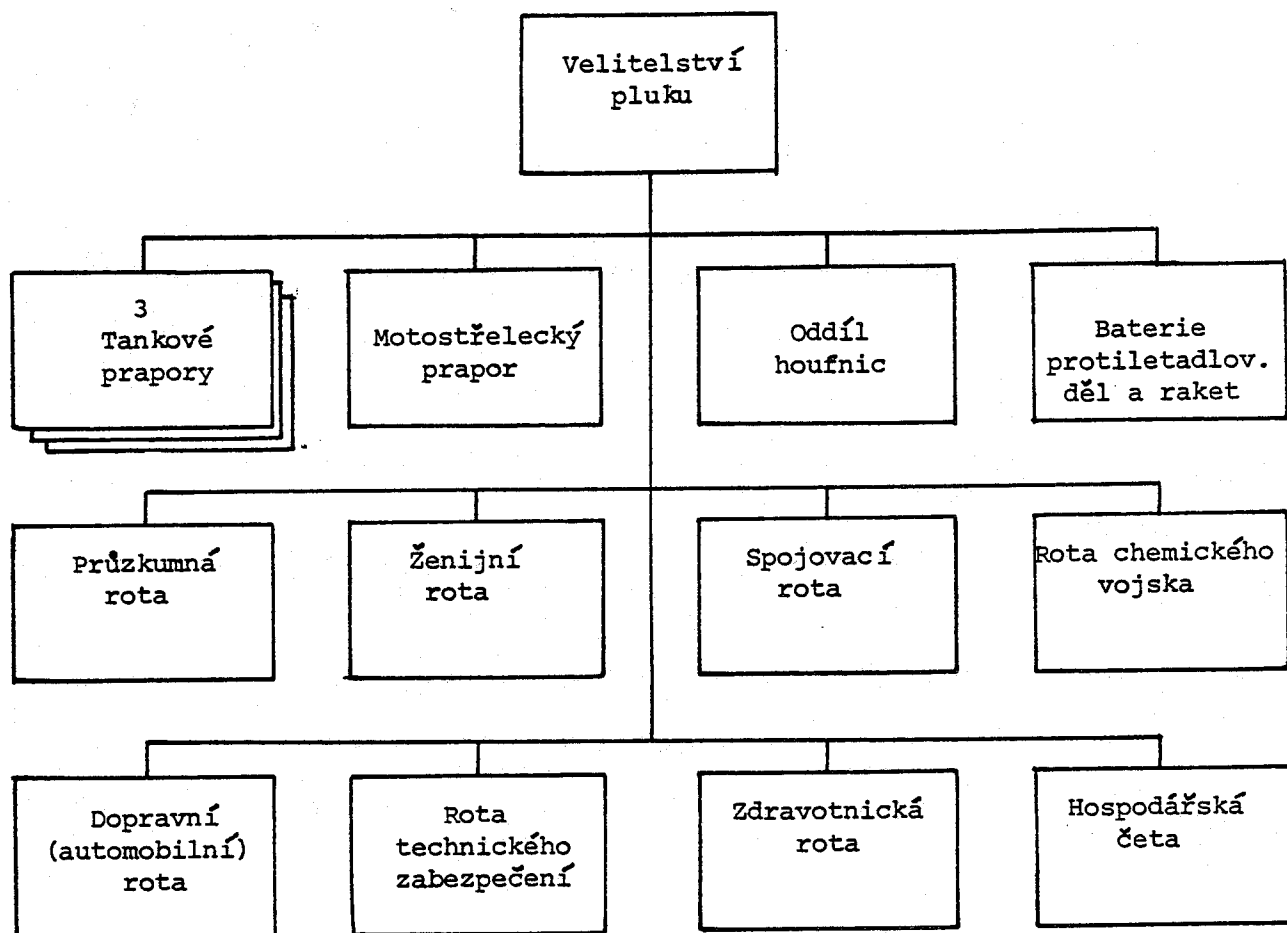 Velitelství
pluku
3
Tankové
prapory
Motostřelecký
prapor
Oddíl
houfnic
Baterie
protiletadlov.
děl a raket
Průzkumná
rota
Ženijní
rota
Spojovací
rota
Rota chemického
vojska
Dopravní
(automobilní)
rota
Rota
technického
zabezpečení
Zdravotnická
rota
Hospodářská
četa